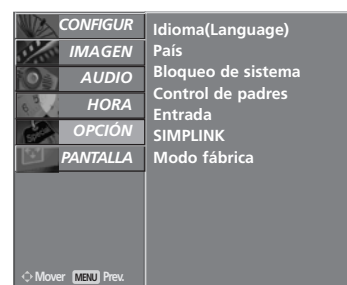 CONFIGUR
IMAGEN
AUDIO
HORA
OPCIÓN
PANTALLA
Idioma(Language)
País
Bloqueo de sistema
Control de padres
Entrada
SIMPLINK
Modo fábrica
Mover MENU Prev.